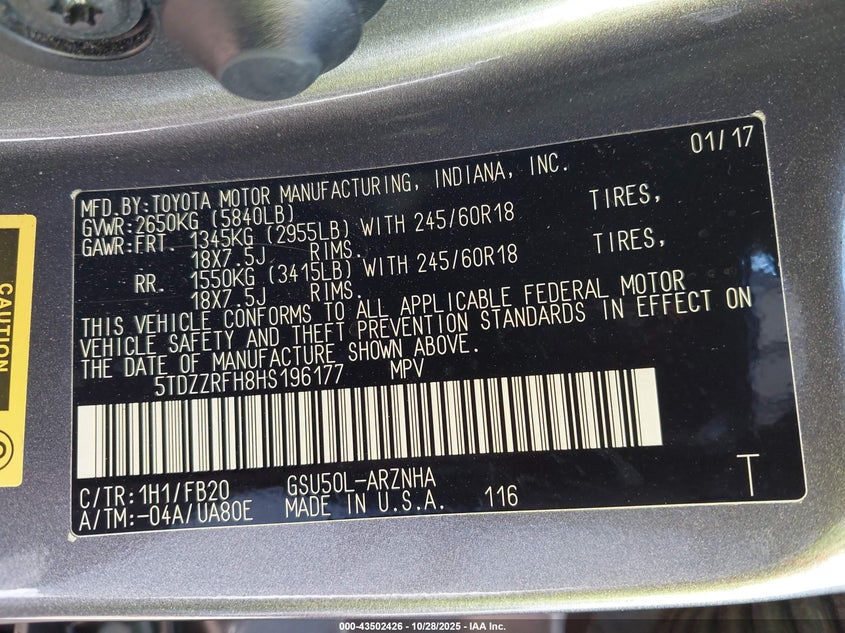 01/17
MFD.BY:TOYOTA MOTOR MANUFACTURING, INDIANA, INC.
GVWR:2650KG (5840LB)
GAWR:FRT. 1345KG (2955LB) WITH 245/60R18 TIRES,
18X7.5J RIMS.
RR. 1550KG (3415LB) WITH 245/60R18 TIRES,
18X7.5J RIMS.
THIS VEHICLE CONFORMS TO ALL APPLICABLE FEDERAL MOTOR
VEHICLE SAFETY AND THEFT PREVENTION STANDARDS IN EFFECT ON
THE DATE OF MANUFACTURE SHOWN ABOVE.
5TDZZRFH8HS196177 MPV
C/TR:1H1/FB20 GSU50L-ARZNHA T
A/TM:-04A/UA80E MADE IN U.S.A. 116
CAUTION
000-43502426 - 10/28/2025 - IAA Inc.